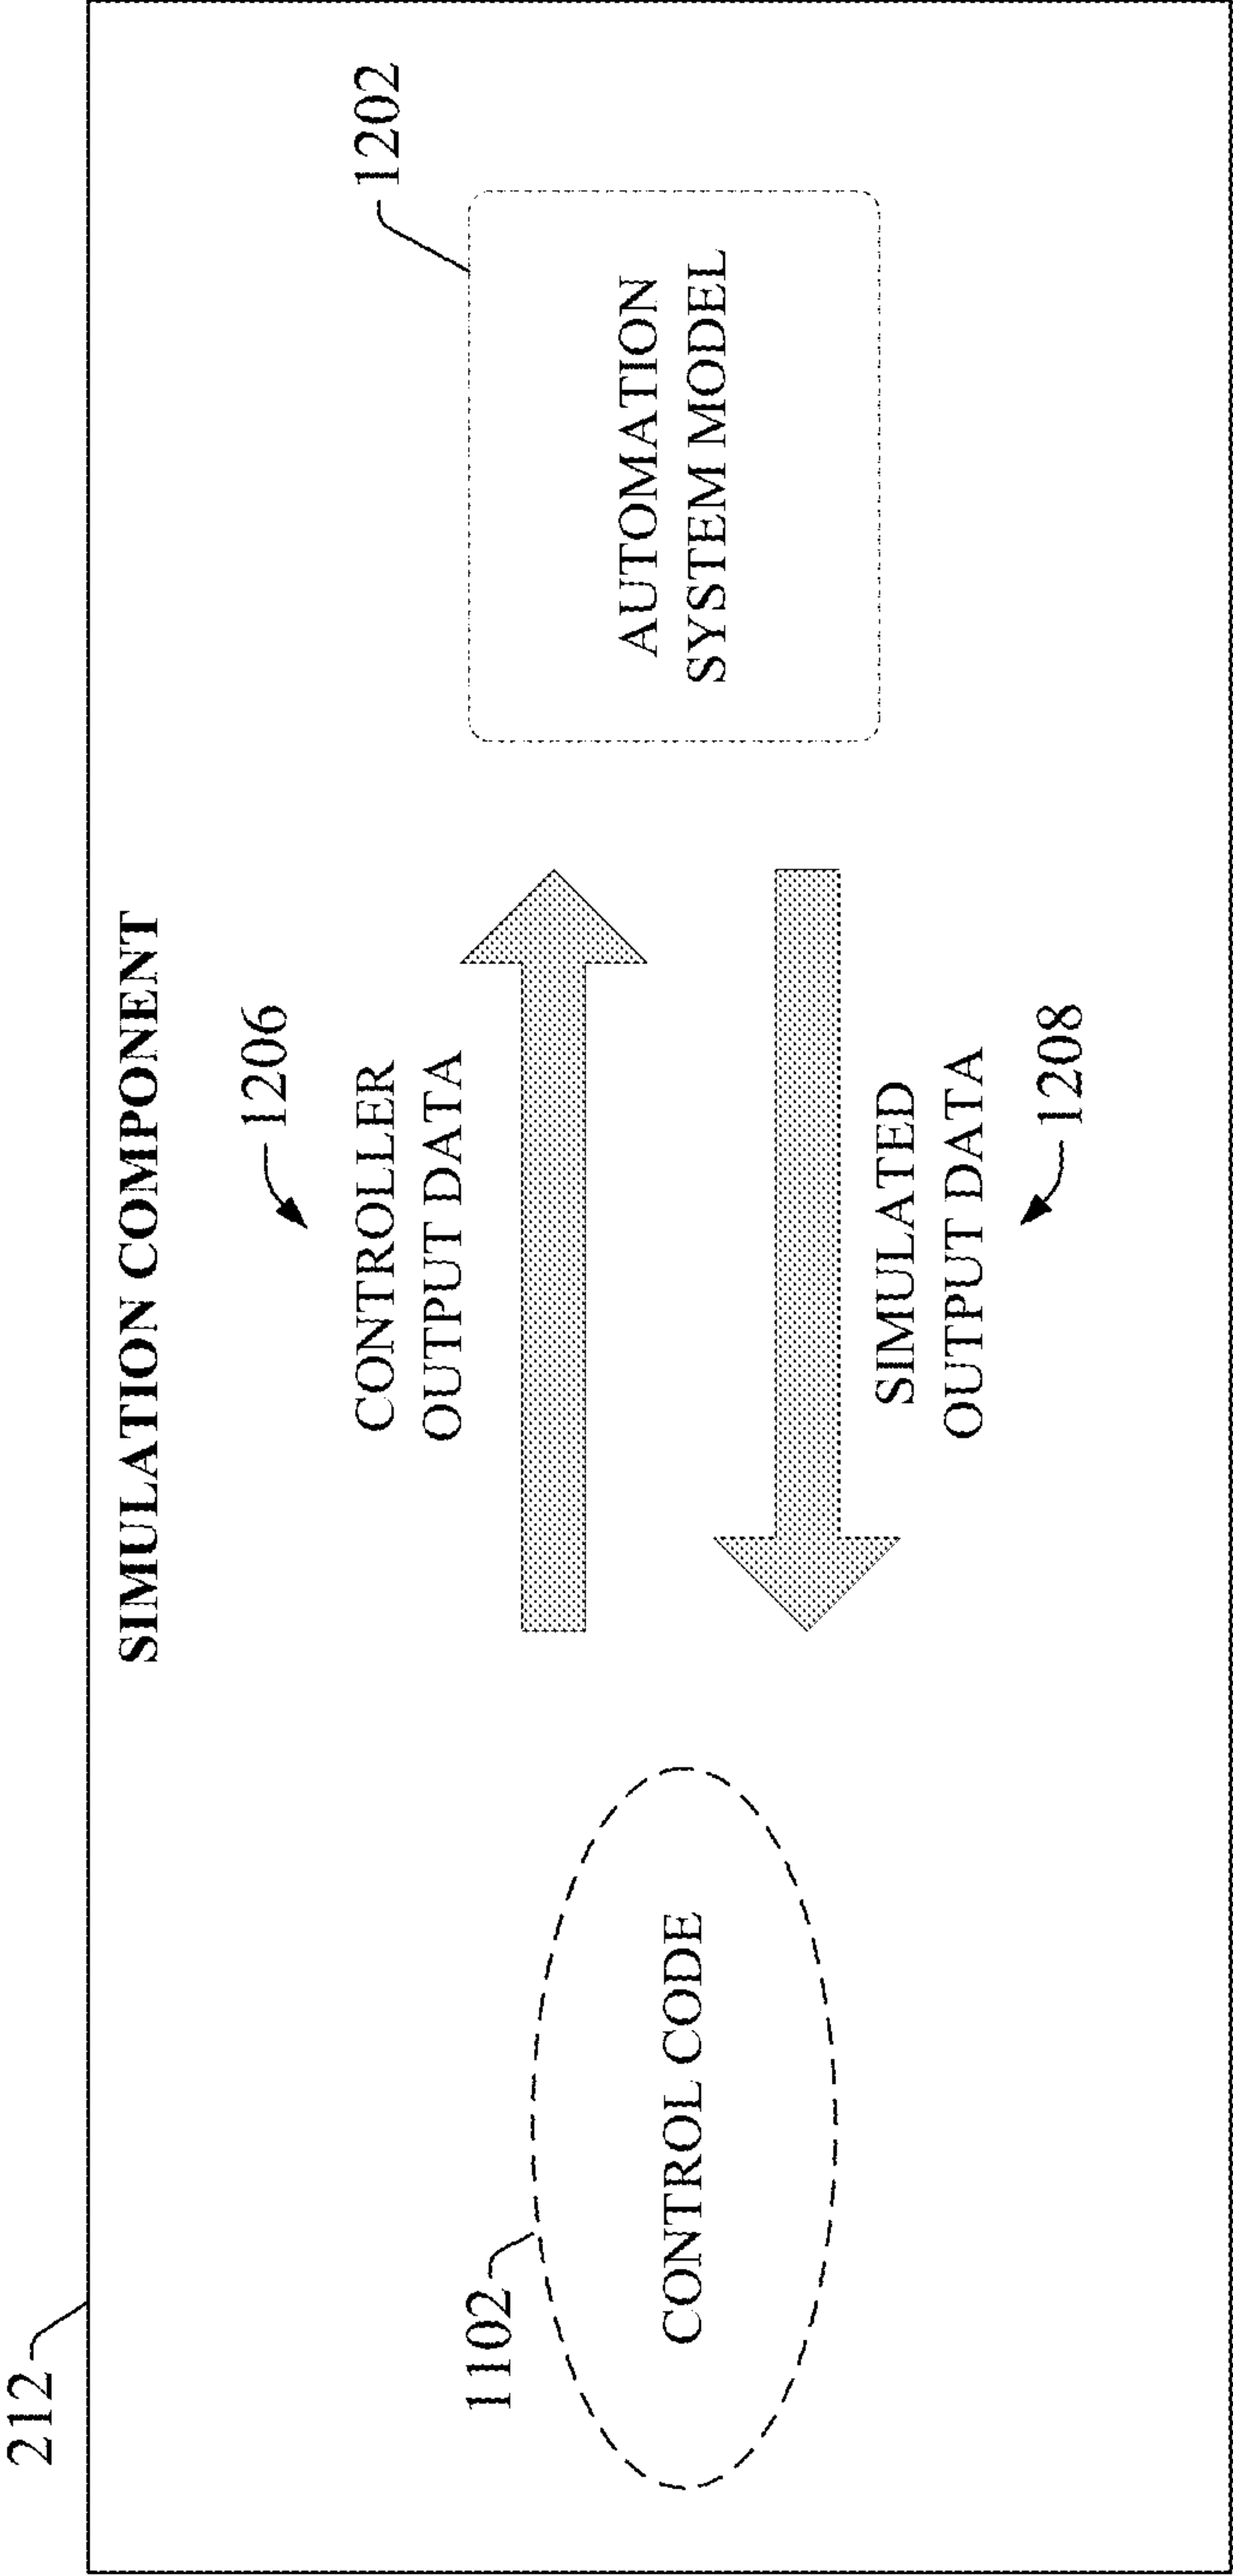 212
SIMULATION COMPONENT
1206
CONTROLLER
OUTPUT DATA
1202
1102
CONTROL CODE
AUTOMATION
SYSTEM MODEL
SIMULATED
OUTPUT DATA
1208